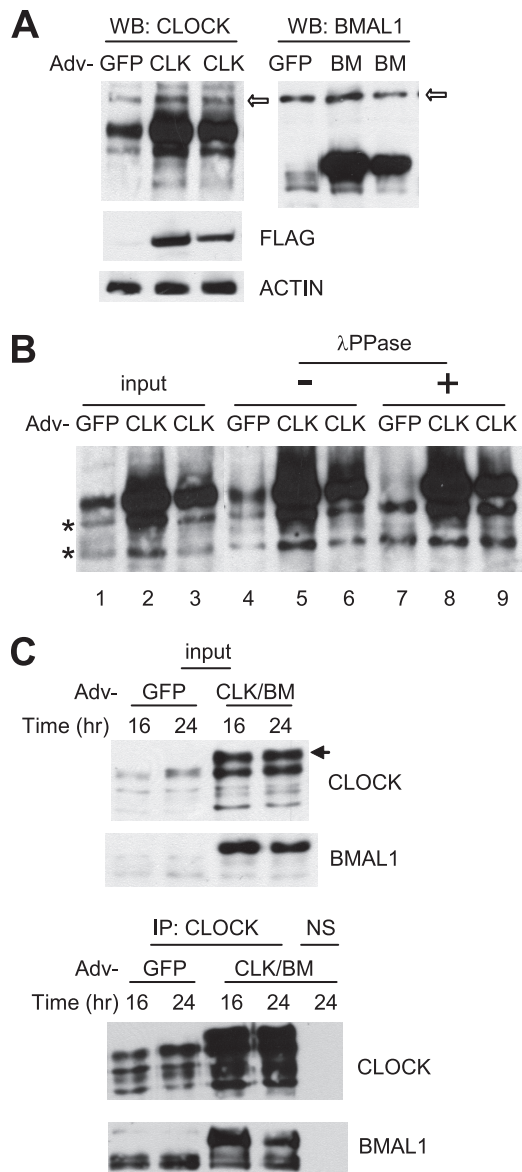 A
WB: CLOCK WB: BMAL1
Adv- GFP CLK CLK GFP BM BM
FLAG
ACTIN
B
λPPase
input - +
Adv- GFP CLK CLK GFP CLK CLK GFP CLK CLK
*
*
1 2 3 4 5 6 7 8 9
C
input
Adv- GFP CLK/BM
Time (hr) 16 24 16 24
CLOCK
BMAL1
IP: CLOCK NS
Adv- GFP CLK/BM
Time (hr) 16 24 16 24 24
CLOCK
BMAL1